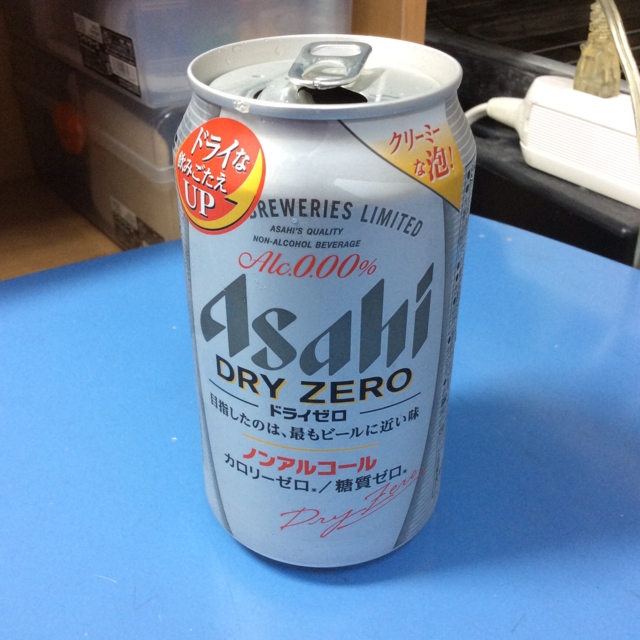 ドライな
飲みごたえ
UP
クリーミー
な泡!
BREWERIES LIMITED
ASAHI'S QUALITY
NON-ALCOHOL BEVERAGE
Alc.0.00%
Asahi
DRY ZERO
ドライゼロ
目指したのは、最もビールに近い味
ノンアルコール
カロリーゼロ。/糖質ゼロ。
Dry Zero